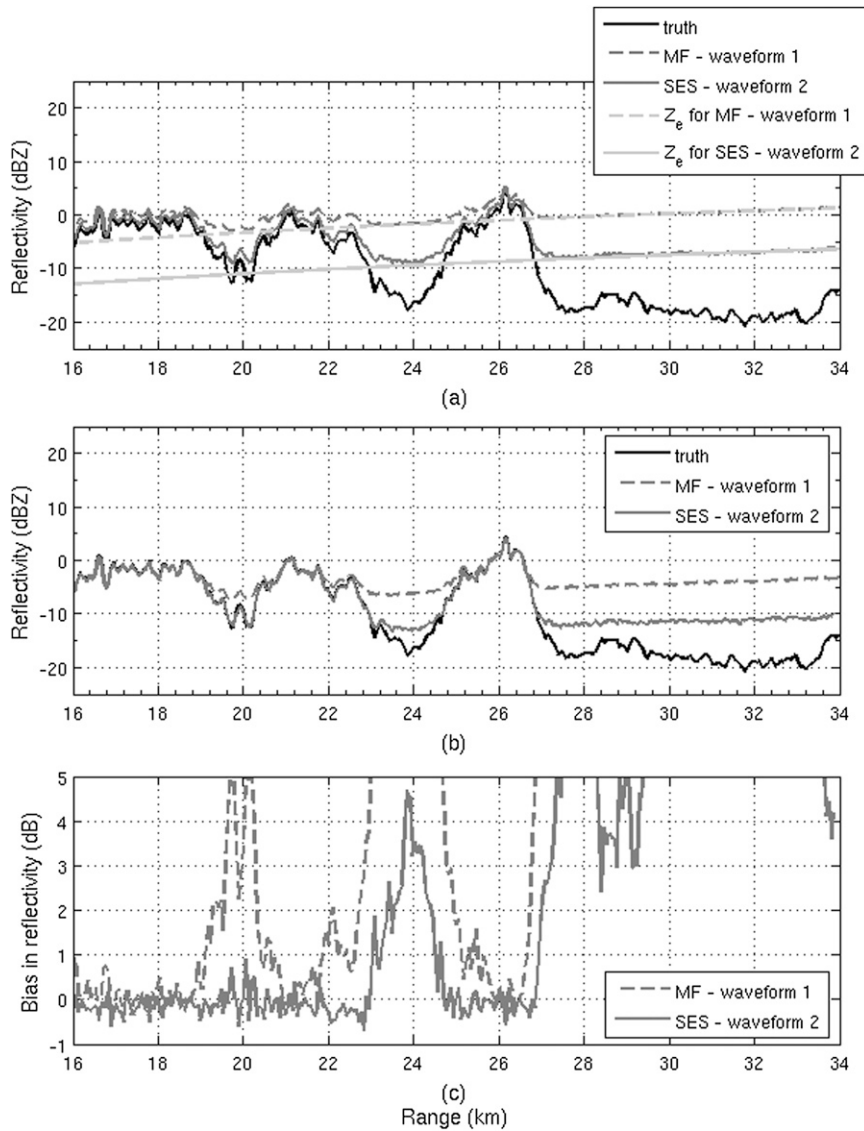 truth
MF - waveform 1
SES - waveform 2
Z_e for MF - waveform 1
Z_e for SES - waveform 2
Reflectivity (dBZ)
20
10
0
-10
-20
16 18 20 22 24 26 28 30 32 34
(a)
truth
MF - waveform 1
SES - waveform 2
Reflectivity (dBZ)
20
10
0
-10
-20
16 18 20 22 24 26 28 30 32 34
(b)
Bias in reflectivity (dB)
5
4
3
2
1
0
-1
MF - waveform 1
SES - waveform 2
16 18 20 22 24 26 28 30 32 34
(c)
Range (km)